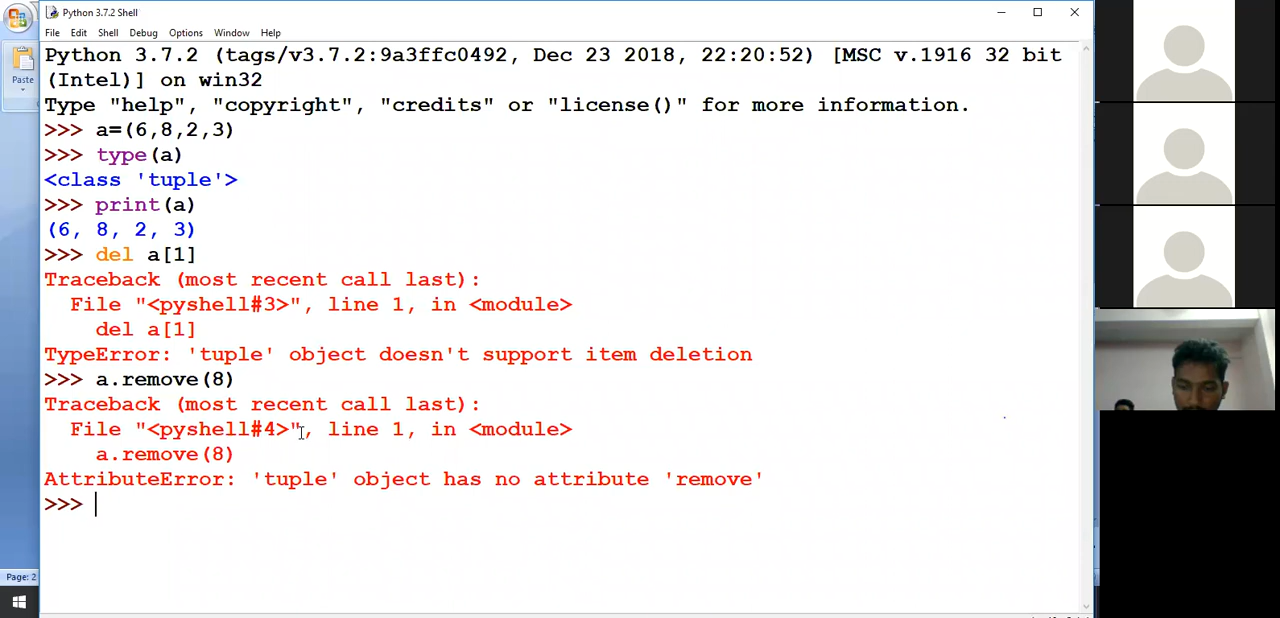 Python 3.7.2 Shell
File Edit Shell Debug Options Window Help
Paste
Python 3.7.2 (tags/v3.7.2:9a3ffc0492, Dec 23 2018, 22:20:52) [MSC v.1916 32 bit
(Intel)] on win32
Type "help", "copyright", "credits" or "license()" for more information.
>>> a=(6,8,2,3)
>>> type(a)
<class 'tuple'>
>>> print(a)
(6, 8, 2, 3)
>>> del a[1]
Traceback (most recent call last):
  File "<pyshell#3>", line 1, in <module>
    del a[1]
TypeError: 'tuple' object doesn't support item deletion
>>> a.remove(8)
Traceback (most recent call last):
  File "<pyshell#4>", line 1, in <module>
    a.remove(8)
AttributeError: 'tuple' object has no attribute 'remove'
>>>
Page: 2